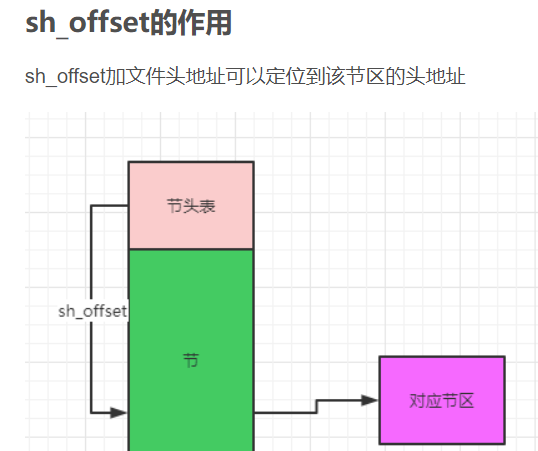 sh_offset的作用
sh_offset加文件头地址可以定位到该节区的头地址
节头表
sh_offset
节
对应节区